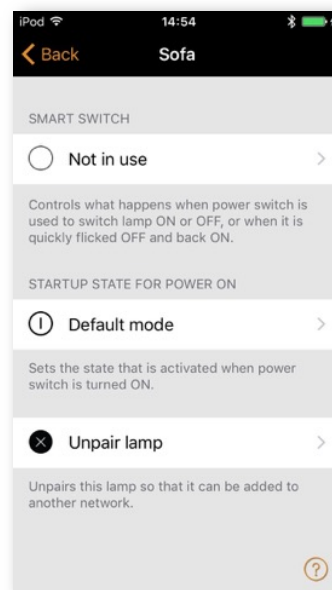 iPod 14:54
Back Sofa
SMART SWITCH
Not in use
Controls what happens when power switch is
used to switch lamp ON or OFF, or when it is
quickly flicked OFF and back ON.
STARTUP STATE FOR POWER ON
Default mode
Sets the state that is activated when power
switch is turned ON.
Unpair lamp
Unpairs this lamp so that it can be added to
another network.
?